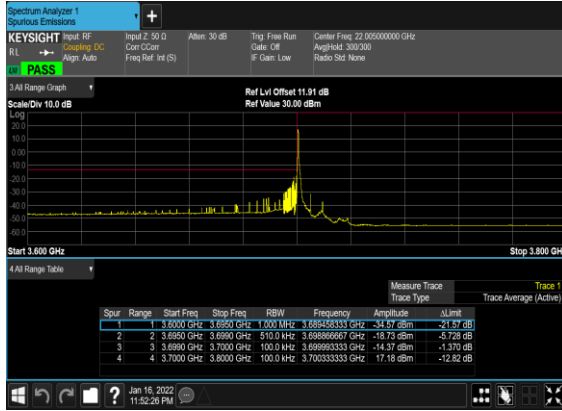 Spectrum Analyzer 1
Spurious Emissions
+
KEYSIGHT Input: RF Input Z: 50 Ω Atten: 30 dB Trig: Free Run Center Freq: 22.005000000 GHz
RL Coupling: DC Corr CCorr Gate: Off Avg|Hold: 300/300
Align: Auto Freq Ref: Int (S) IF Gain: Low Radio Std: None
PASS
3 All Range Graph Ref Lvl Offset 11.91 dB
Scale/Div 10.0 dB Ref Value 30.00 dBm
Log
20.0
10.0
0.00
-10.0
-20.0
-30.0
-40.0
-50.0
-60.0
Start 3.600 GHz Stop 3.800 GH
4 All Range Table
Measure Trace Trace 1
Trace Type Trace Average (Active)
Spur Range Start Freq Stop Freq RBW Frequency Amplitude ΔLimit
1 1 3.6000 GHz 3.6950 GHz 1.000 MHz 3.689458333 GHz -34.57 dBm -21.57 dB
2 2 3.6950 GHz 3.6990 GHz 510.0 kHz 3.698866667 GHz -18.73 dBm -5.728 dB
3 3 3.6990 GHz 3.7000 GHz 100.0 kHz 3.699993333 GHz -14.37 dBm -1.370 dB
4 4 3.7000 GHz 3.8000 GHz 100.0 kHz 3.700333333 GHz 17.18 dBm -12.82 dB
? Jan 16, 2022
11:52:26 PM